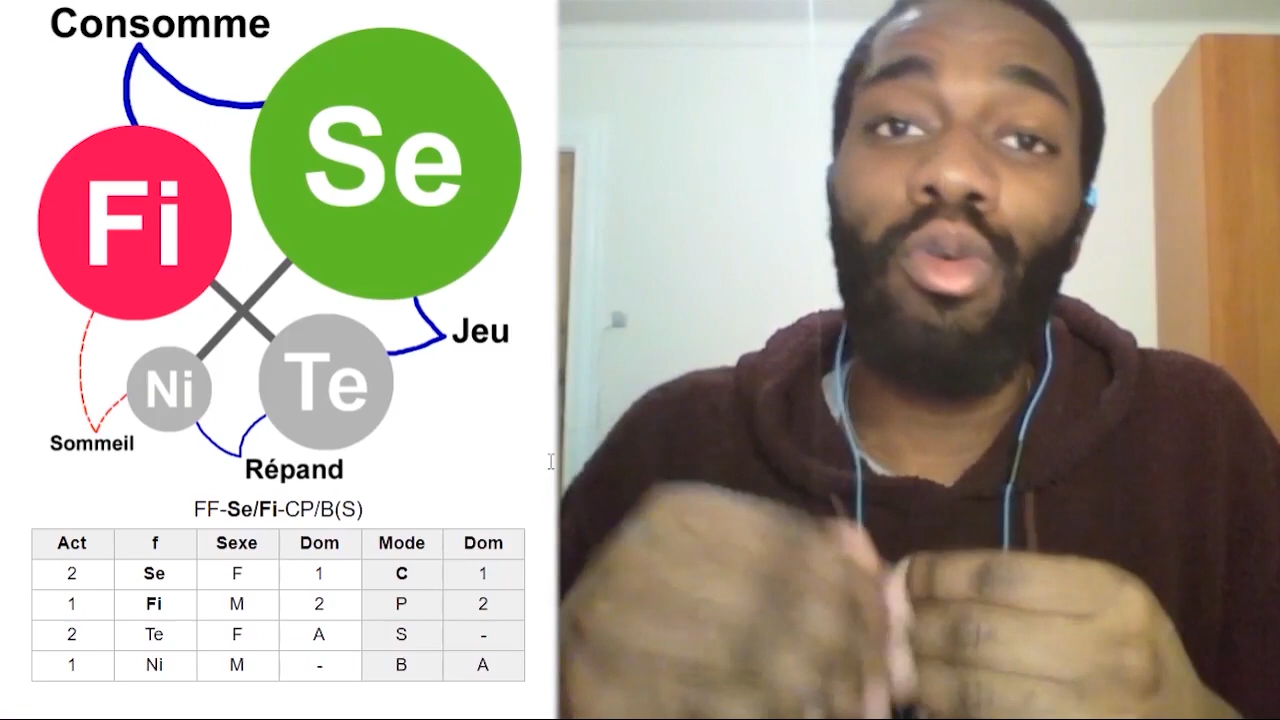 Consomme
Se
Fi
Jeu
Ni
Te
Sommeil
Répand
FF-Se/Fi-CP/B(S)
Act f Sexe Dom Mode Dom
2 Se F 1 C 1
1 Fi M 2 P 2
2 Te F A S -
1 Ni M - B A